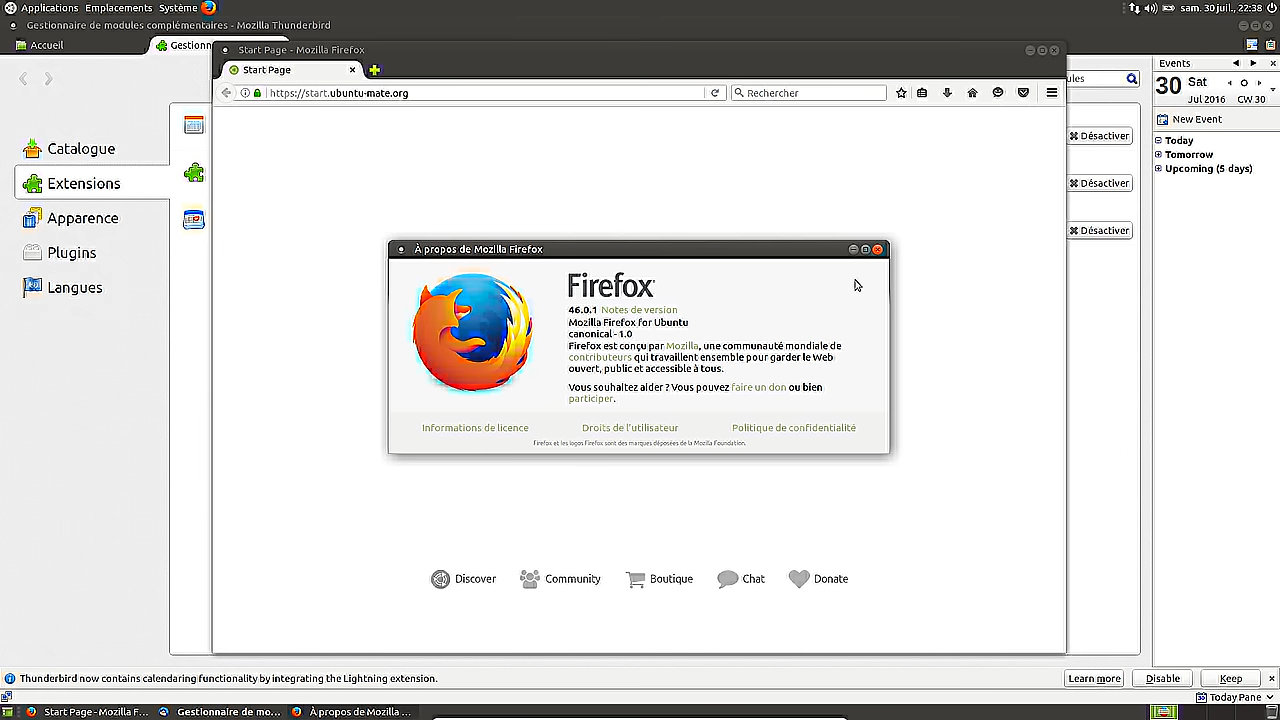 Applications Emplacements Système
sam. 30 juil., 22:38
Gestionnaire de modules complémentaires - Mozilla Thunderbird
Accueil
Gestionn
Start Page - Mozilla Firefox
Start Page
https://start.ubuntu-mate.org
Rechercher
ules
Catalogue
Extensions
Apparence
Plugins
Langues
Désactiver
Désactiver
Désactiver
Events
30 Sat
Jul 2016 CW 30
New Event
Today
Tomorrow
Upcoming (5 days)
À propos de Mozilla Firefox
Firefox
46.0.1 Notes de version
Mozilla Firefox for Ubuntu
canonical - 1.0
Firefox est conçu par Mozilla, une communauté mondiale de
contributeurs qui travaillent ensemble pour garder le Web
ouvert, public et accessible à tous.
Vous souhaitez aider ? Vous pouvez faire un don ou bien
participer.
Informations de licence Droits de l'utilisateur Politique de confidentialité
Firefox et les logos Firefox sont des marques déposées de la Mozilla Foundation.
Discover Community Boutique Chat Donate
Thunderbird now contains calendaring functionality by integrating the Lightning extension.
Learn more Disable Keep
30 Today Pane
Start Page - Mozilla F... Gestionnaire de mo... À propos de Mozilla ...